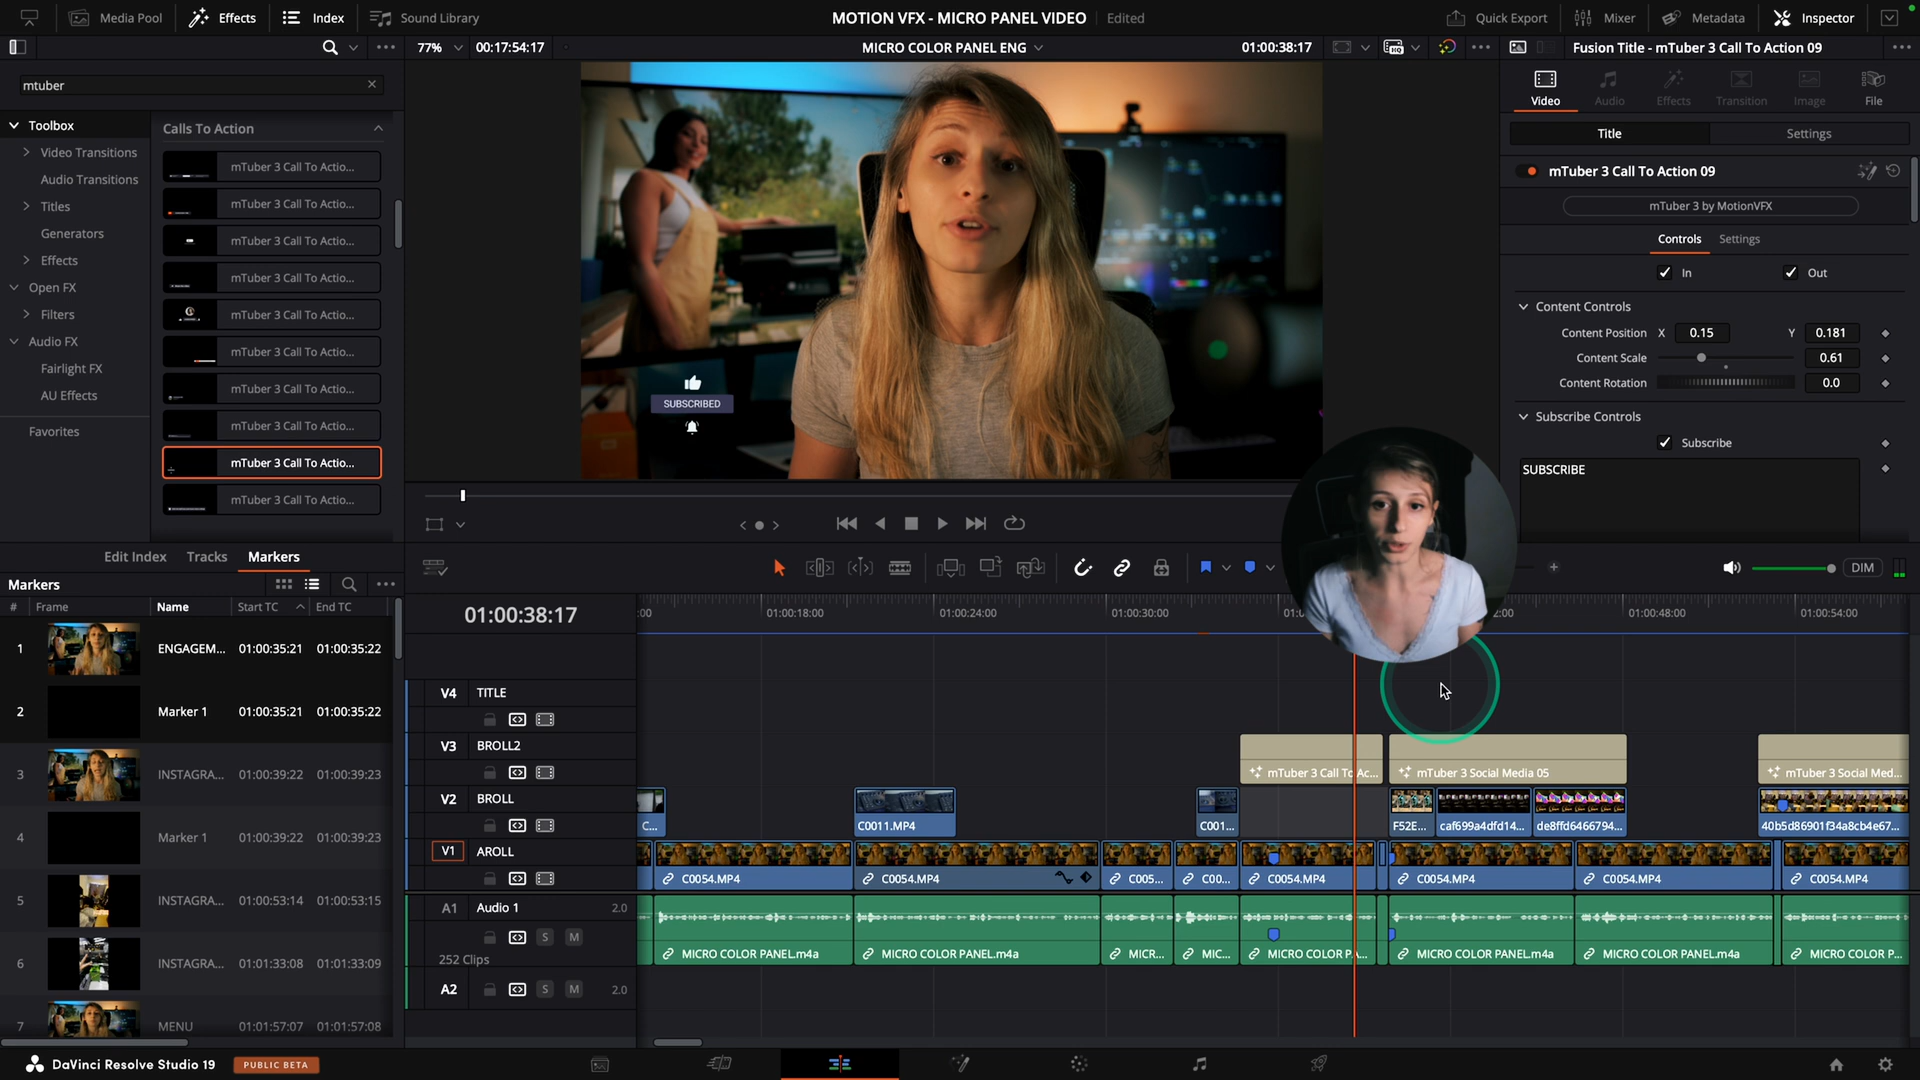 Media Pool
Effects
Index
Sound Library
MOTION VFX - MICRO PANEL VIDEO
Edited
Quick Export
Mixer
Metadata
Inspector
77%
00:17:54:17
MICRO COLOR PANEL ENG
01:00:38:17
Fusion Title - mTuber 3 Call To Action 09
mtuber
Video
Audio
Effects
Transition
Image
File
Toolbox
Video Transitions
Audio Transitions
Titles
Generators
Effects
Open FX
Filters
Audio FX
Fairlight FX
AU Effects
Favorites
Calls To Action
mTuber 3 Call To Actio...
mTuber 3 Call To Actio...
mTuber 3 Call To Actio...
mTuber 3 Call To Actio...
mTuber 3 Call To Actio...
mTuber 3 Call To Actio...
mTuber 3 Call To Actio...
mTuber 3 Call To Actio...
mTuber 3 Call To Actio...
mTuber 3 Call To Actio...
SUBSCRIBED
Title
Settings
mTuber 3 Call To Action 09
mTuber 3 by MotionVFX
Controls
Settings
In
Out
Content Controls
Content Position X 0.15 Y 0.181
Content Scale 0.61
Content Rotation 0.0
Subscribe Controls
Subscribe
SUBSCRIBE
Edit Index
Tracks
Markers
Markers
# Frame Name Start TC End TC
1 ENGAGEM... 01:00:35:21 01:00:35:22
2 Marker 1 01:00:35:21 01:00:35:22
3 INSTAGRA... 01:00:39:22 01:00:39:23
4 Marker 1 01:00:39:22 01:00:39:23
5 INSTAGRA... 01:00:53:14 01:00:53:15
6 INSTAGRA... 01:01:33:08 01:01:33:09
7 MENU 01:01:57:07 01:01:57:08
DIM
01:00:38:17
:00
01:00:18:00
01:00:24:00
01:00:30:00
01:0
2:00
01:00:48:00
01:00:54:00
V4 TITLE
V3 BROLL2
mTuber 3 Call To Ac...
mTuber 3 Social Media 05
mTuber 3 Social Med...
V2 BROLL
C...
C0011.MP4
C001...
F52E...
caf699a4dfd14...
de8ffd6466794...
40b5d86901f34a8cb4e67...
V1 AROLL
C0054.MP4
C0054.MP4
C005...
C00...
C0054.MP4
C0054.MP4
C0054.MP4
C0054.MP4
A1 Audio 1 2.0
S M
252 Clips
MICRO COLOR PANEL.m4a
MICRO COLOR PANEL.m4a
MICR...
MIC...
MICRO COLOR P...
MICRO COLOR PANEL.m4a
MICRO COLOR PANEL.m4a
MICRO COLOR P...
A2 S M 2.0
DaVinci Resolve Studio 19
PUBLIC BETA